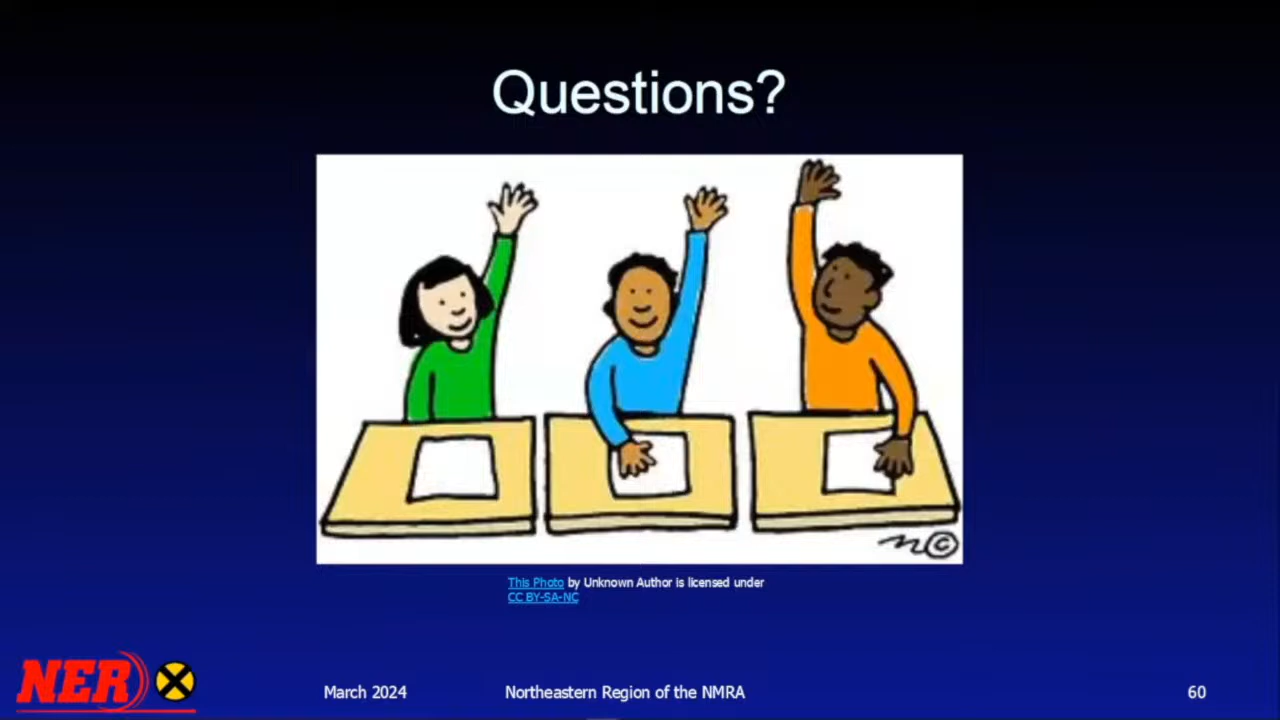 Questions?
This Photo by Unknown Author is licensed under
CC BY-SA-NC
NER
March 2024
Northeastern Region of the NMRA
60